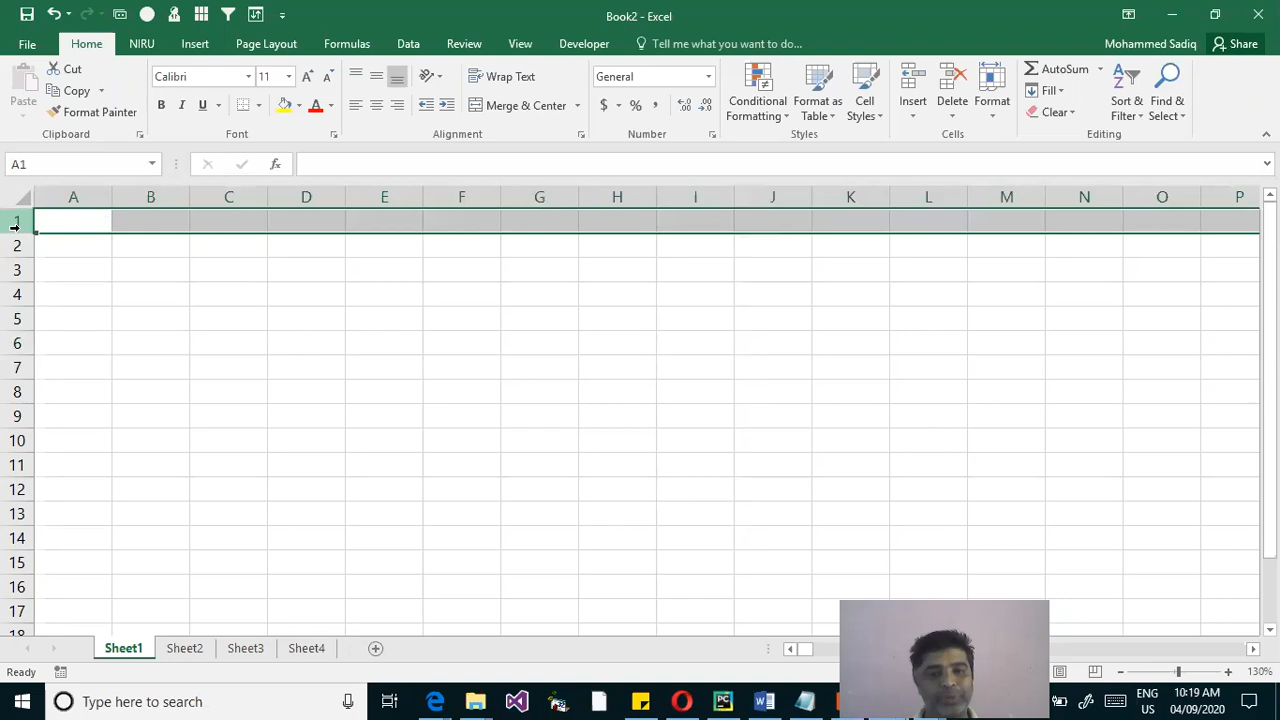 Book2 - Excel
File Home NIRU Insert Page Layout Formulas Data Review View Developer Tell me what you want to do... Mohammed Sadiq Share
Paste
Cut
Copy
Format Painter
Clipboard
Calibri 11
B I U A
Font
Wrap Text
Merge & Center
Alignment
General
$ % ,
Number
Conditional Formatting
Format as Table
Cell Styles
Styles
Insert Delete Format
Cells
AutoSum
Fill
Clear
Sort & Filter
Find & Select
Editing
A1 fx
A B C D E F G H I J K L M N O P
1
2
3
4
5
6
7
8
9
10
11
12
13
14
15
16
17
18
Sheet1 Sheet2 Sheet3 Sheet4
Ready 130%
Type here to search
ENG US
10:19 AM
04/09/2020